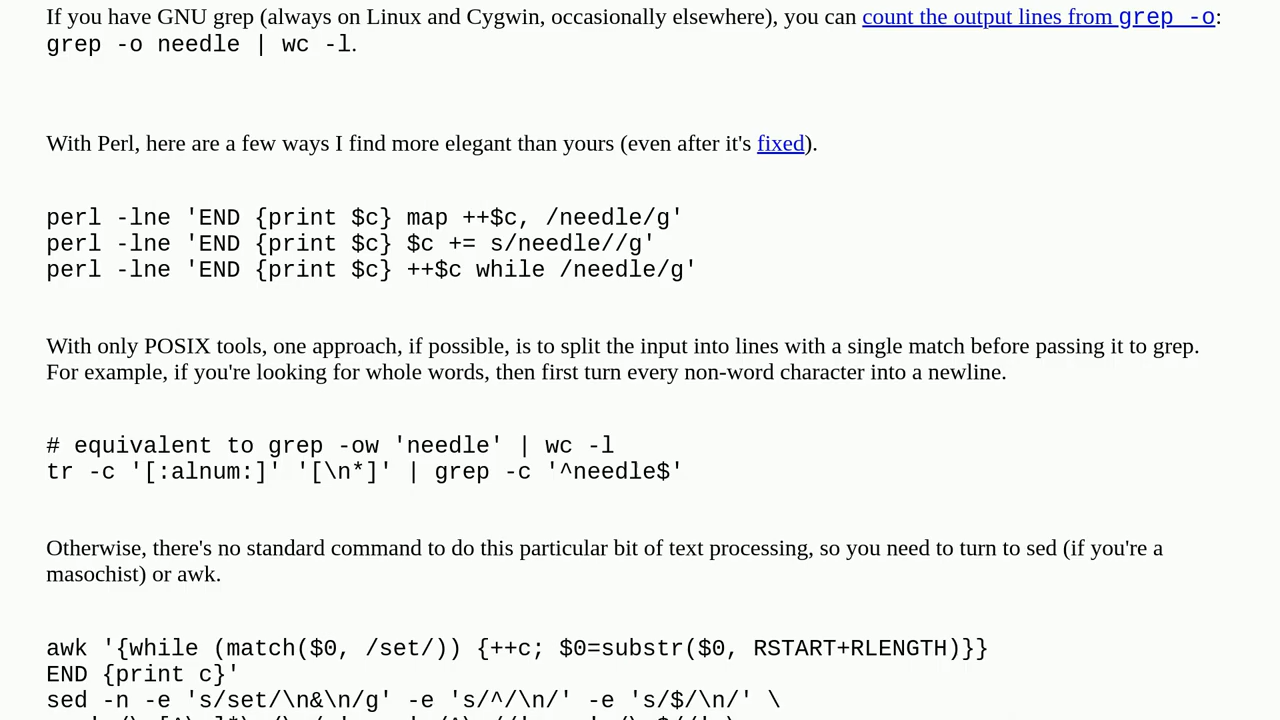 If you have GNU grep (always on Linux and Cygwin, occasionally elsewhere), you can count the output lines from grep -o:
grep -o needle | wc -l.
With Perl, here are a few ways I find more elegant than yours (even after it's fixed).
perl -lne 'END {print $c} map ++$c, /needle/g'
perl -lne 'END {print $c} $c += s/needle//g'
perl -lne 'END {print $c} ++$c while /needle/g'
With only POSIX tools, one approach, if possible, is to split the input into lines with a single match before passing it to grep.
For example, if you're looking for whole words, then first turn every non-word character into a newline.
# equivalent to grep -ow 'needle' | wc -l
tr -c '[:alnum:]' '[\n*]' | grep -c '^needle$'
Otherwise, there's no standard command to do this particular bit of text processing, so you need to turn to sed (if you're a
masochist) or awk.
awk '{while (match($0, /set/)) {++c; $0=substr($0, RSTART+RLENGTH)}}
END {print c}'
sed -n -e 's/set/\n&\n/g' -e 's/^/\n/' -e 's/$/\n/' \